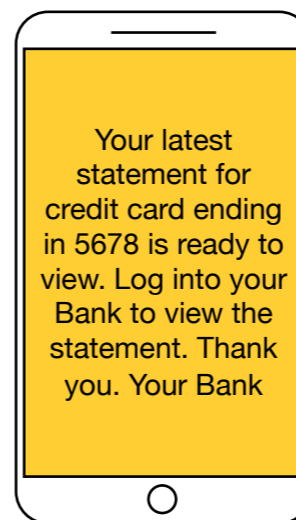 Your latest
statement for
credit card ending
in 5678 is ready to
view. Log into your
Bank to view the
statement. Thank
you. Your Bank